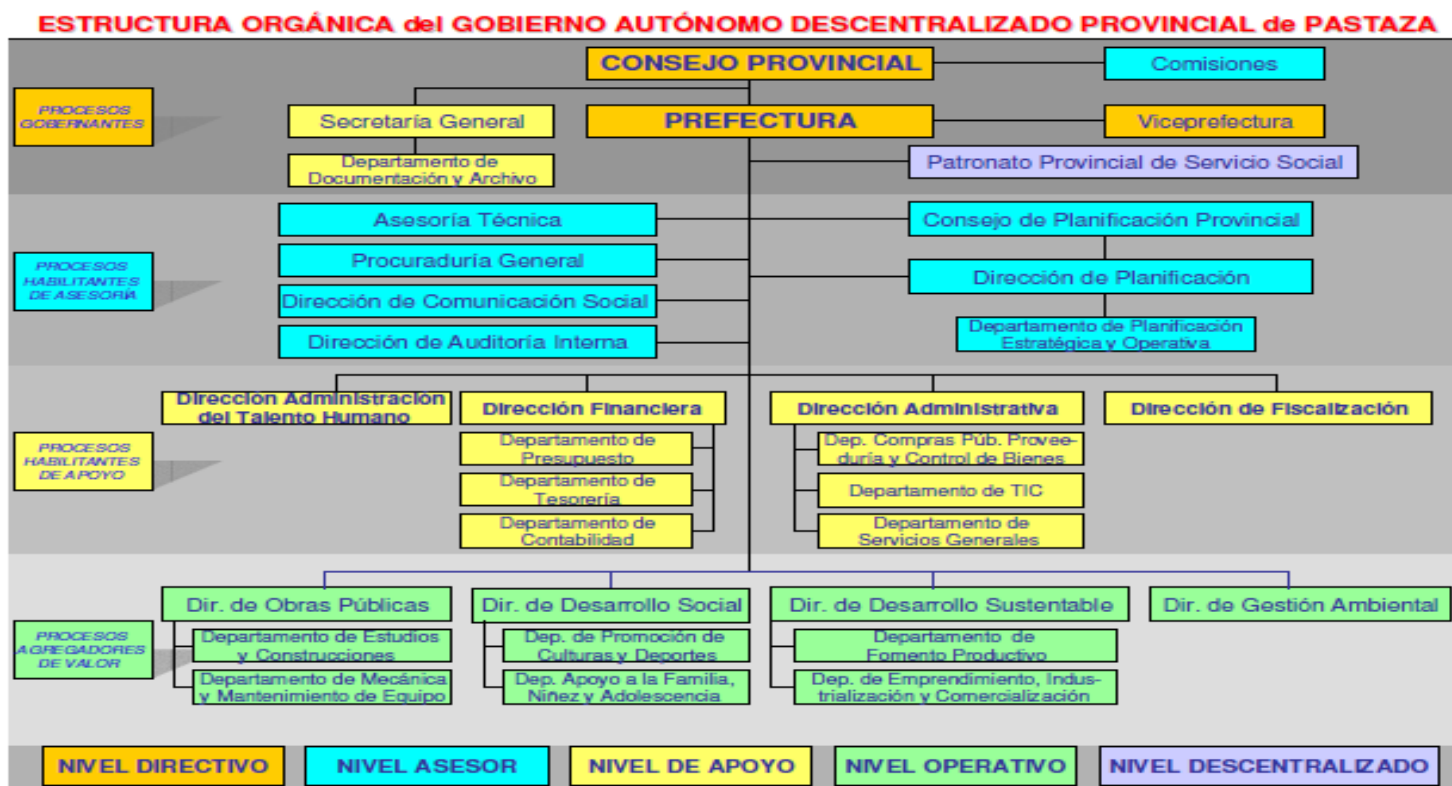 ESTRUCTURA ORGÁNICA del GOBIERNO AUTÓNOMO DESCENTRALIZADO PROVINCIAL de PASTAZA
CONSEJO PROVINCIAL
Comisiones
PROCESOS
GOBERNANTES
Secretaría General
PREFECTURA
Viceprefectura
Departamento de
Documentación y Archivo
Patronato Provincial de Servicio Social
Asesoría Técnica
Consejo de Planificación Provincial
PROCESOS
HABILITANTES
DE ASESORÍA
Procuraduría General
Dirección de Planificación
Dirección de Comunicación Social
Dirección de Auditoría Interna
Departamento de Planificación
Estratégica y Operativa
Dirección Administración
del Talento Humano
Dirección Financiera
Dirección Administrativa
Dirección de Fiscalización
PROCESOS
HABILITANTES
DE APOYO
Departamento de
Presupuesto
Dep. Compras Púb. Provee-
duría y Control de Bienes
Departamento de
Tesorería
Departamento de TIC
Departamento de
Contabilidad
Departamento de
Servicios Generales
Dir. de Obras Públicas
Dir. de Desarrollo Social
Dir. de Desarrollo Sustentable
Dir. de Gestión Ambiental
PROCESOS
AGREGADORES
DE VALOR
Departamento de Estudios
y Construcciones
Dep. de Promoción de
Culturas y Deportes
Departamento de
Fomento Productivo
Departamento de Mecánica
y Mantenimiento de Equipo
Dep. Apoyo a la Familia,
Niñez y Adolescencia
Dep. de Emprendimiento, Indus-
trialización y Comercialización
NIVEL DIRECTIVO
NIVEL ASESOR
NIVEL DE APOYO
NIVEL OPERATIVO
NIVEL DESCENTRALIZADO